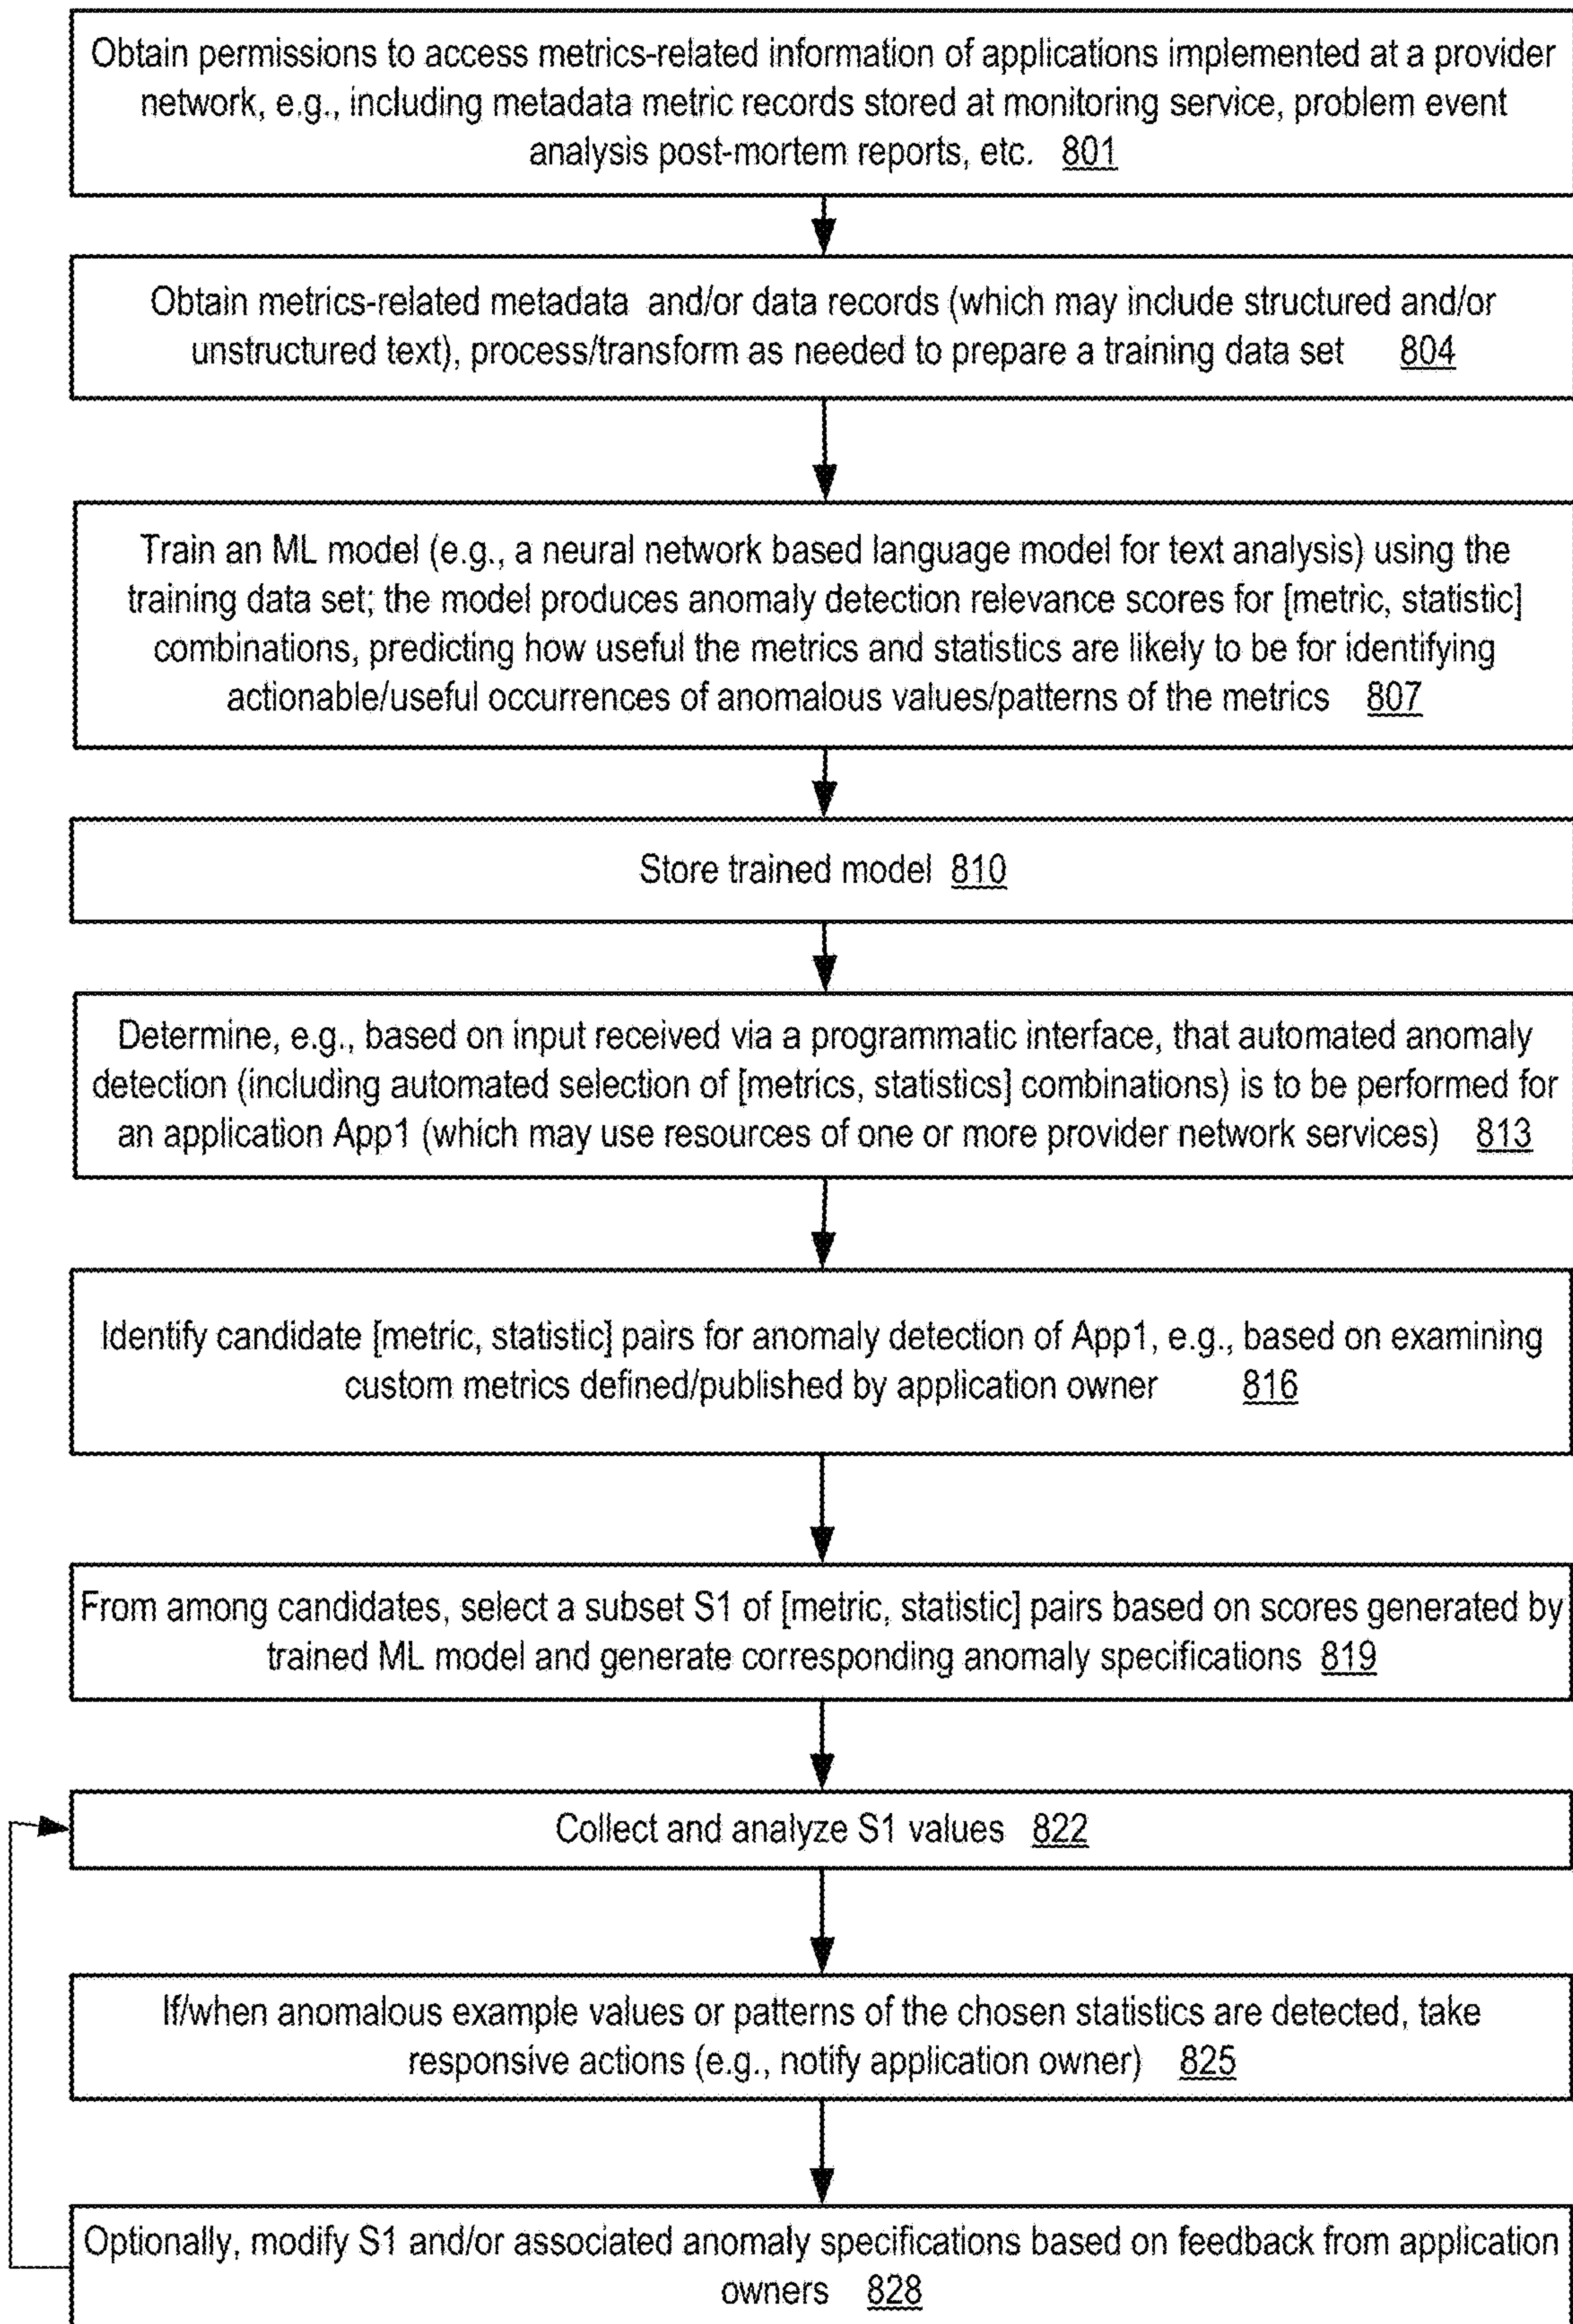 Obtain permissions to access metrics-related information of applications implemented at a provider
network, e.g., including metadata metric records stored at monitoring service, problem event
analysis post-mortem reports, etc. 801
Obtain metrics-related metadata and/or data records (which may include structured and/or
unstructured text), process/transform as needed to prepare a training data set 804
Train an ML model (e.g., a neural network based language model for text analysis) using the
training data set; the model produces anomaly detection relevance scores for [metric, statistic]
combinations, predicting how useful the metrics and statistics are likely to be for identifying
actionable/useful occurrences of anomalous values/patterns of the metrics 807
Store trained model 810
Determine, e.g., based on input received via a programmatic interface, that automated anomaly
detection (including automated selection of [metrics, statistics] combinations) is to be performed for
an application App1 (which may use resources of one or more provider network services) 813
Identify candidate [metric, statistic] pairs for anomaly detection of App1, e.g., based on examining
custom metrics defined/published by application owner 816
From among candidates, select a subset S1 of [metric, statistic] pairs based on scores generated by
trained ML model and generate corresponding anomaly specifications 819
Collect and analyze S1 values 822
If/when anomalous example values or patterns of the chosen statistics are detected, take
responsive actions (e.g., notify application owner) 825
Optionally, modify S1 and/or associated anomaly specifications based on feedback from application
owners 828